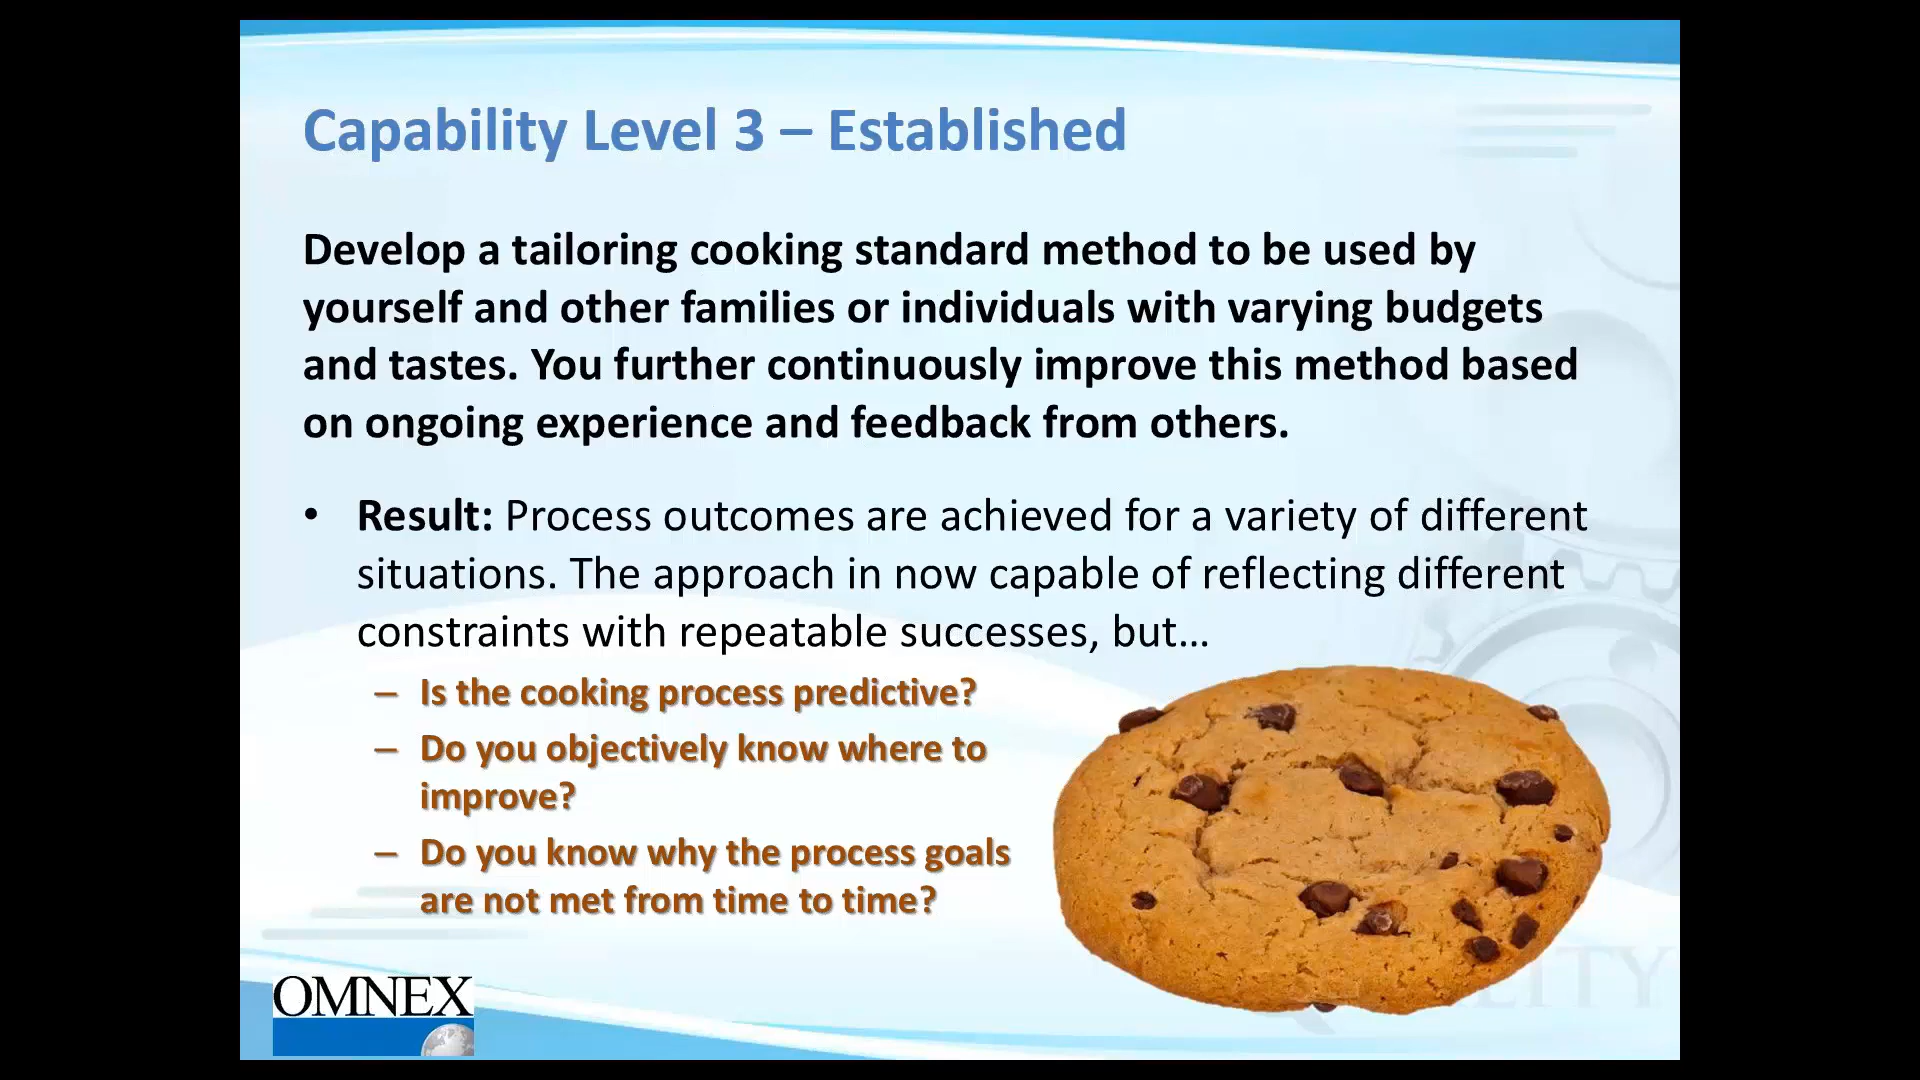 Capability Level 3 – Established
Develop a tailoring cooking standard method to be used by
yourself and other families or individuals with varying budgets
and tastes. You further continuously improve this method based
on ongoing experience and feedback from others.
• Result: Process outcomes are achieved for a variety of different
situations. The approach in now capable of reflecting different
constraints with repeatable successes, but…
– Is the cooking process predictive?
– Do you objectively know where to
improve?
– Do you know why the process goals
are not met from time to time?
OMNEX